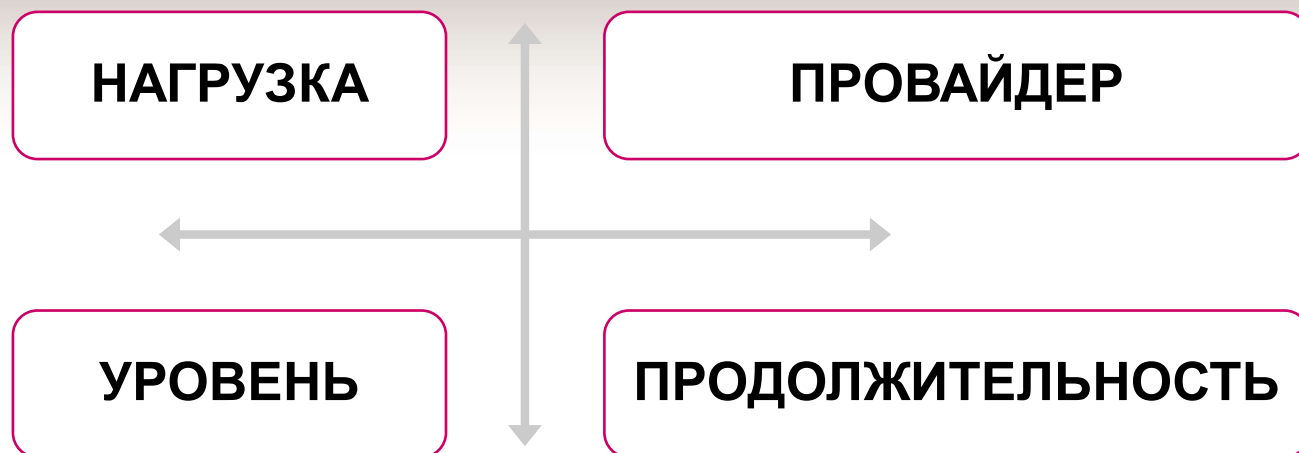 НАГРУЗКА
ПРОВАЙДЕР
УРОВЕНЬ
ПРОДОЛЖИТЕЛЬНОСТЬ